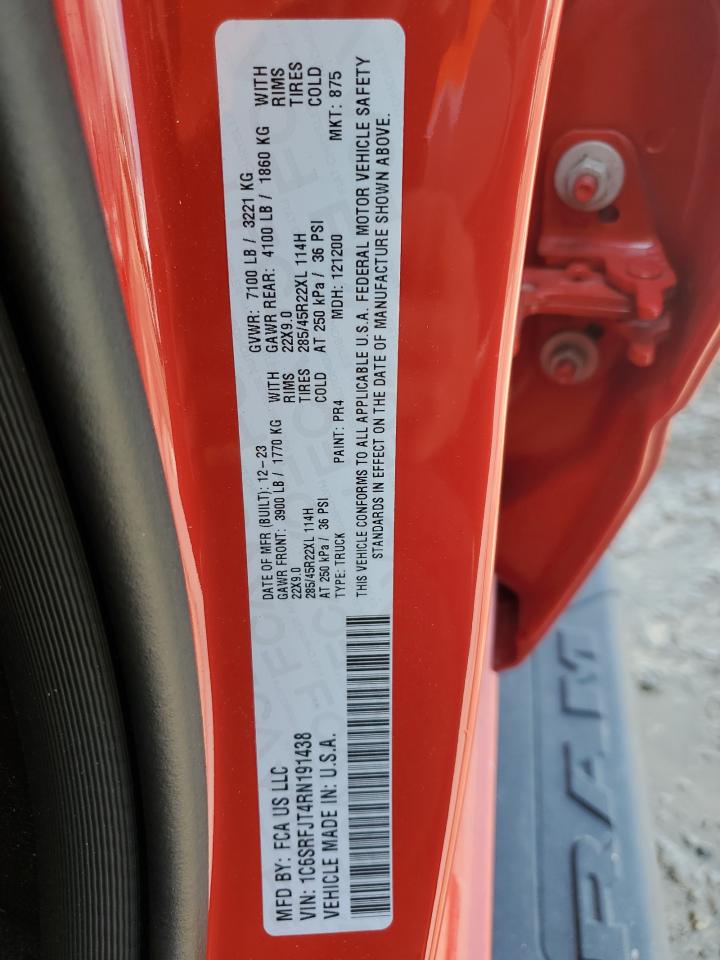 MFD BY: FCA US LLC
VIN: 1C6SRFJT4RN191438
VEHICLE MADE IN: U.S.A.
DATE OF MFR (BUILT): 12-23 GVWR: 7100 LB / 3221 KG
GAWR FRONT: 3900 LB / 1770 KG WITH GAWR REAR: 4100 LB / 1860 KG WITH
22X9.0 RIMS 22X9.0 RIMS
285/45R22XL 114H TIRES 285/45R22XL 114H TIRES
AT 250 kPa / 36 PSI COLD AT 250 kPa / 36 PSI COLD
TYPE: TRUCK PAINT: PR4 MDH: 121200 MKT: 875
THIS VEHICLE CONFORMS TO ALL APPLICABLE U.S.A. FEDERAL MOTOR VEHICLE SAFETY
STANDARDS IN EFFECT ON THE DATE OF MANUFACTURE SHOWN ABOVE.
RAM